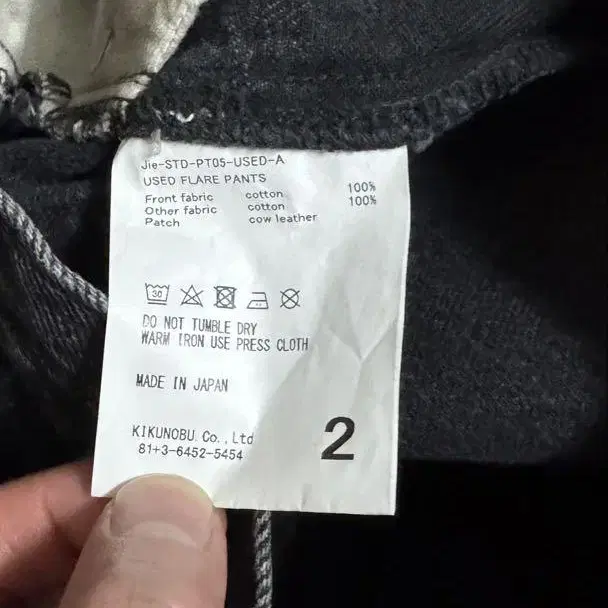 Jie-STD-PT05-USED-A
USED FLARE PANTS
Front fabric cotton 100%
Other fabric cotton 100%
Patch cow leather
30
DO NOT TUMBLE DRY
WARM IRON USE PRESS CLOTH
MADE IN JAPAN
KIKUNOBU. Co., Ltd
81+3-6452-5454
2